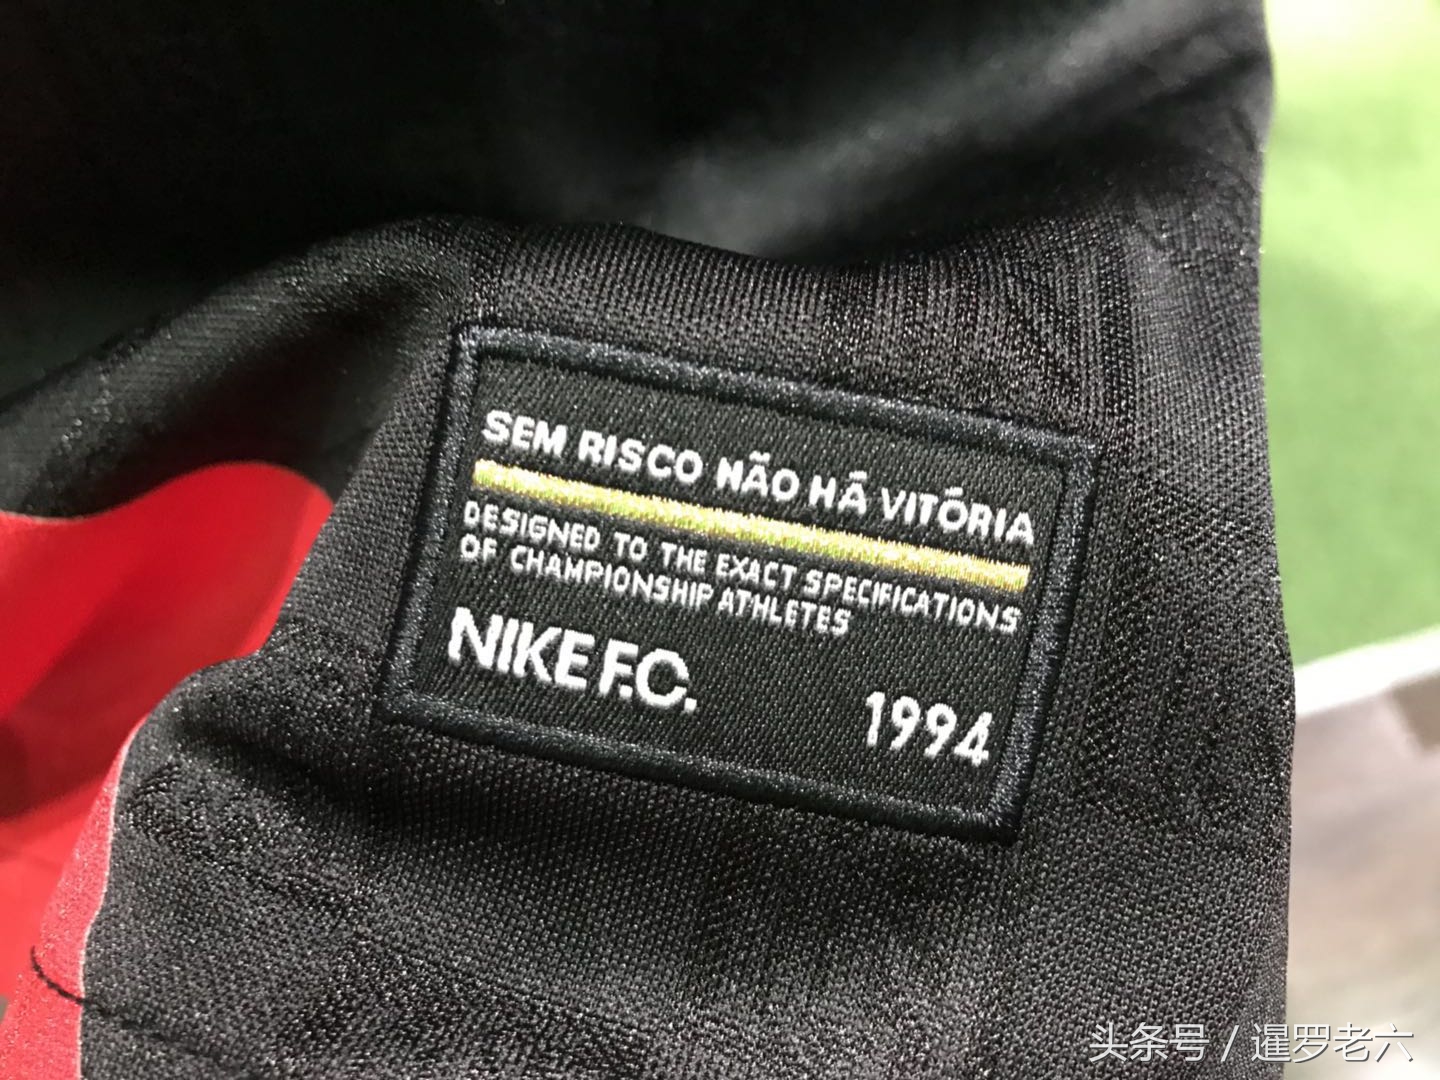 SEM RISCO NÃO HÁ VITÓRIA
DESIGNED TO THE EXACT SPECIFICATIONS
OF CHAMPIONSHIP ATHLETES
NIKE F.C.
1994
头条号 / 暹罗老六